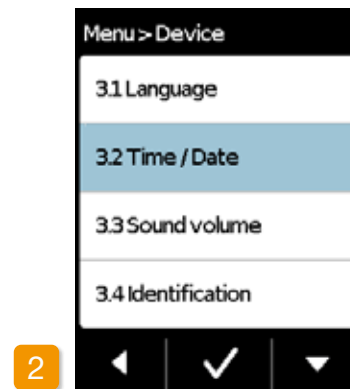 Menu > Device
3.1 Language
3.2 Time / Date
3.3 Sound volume
3.4 Identification
2